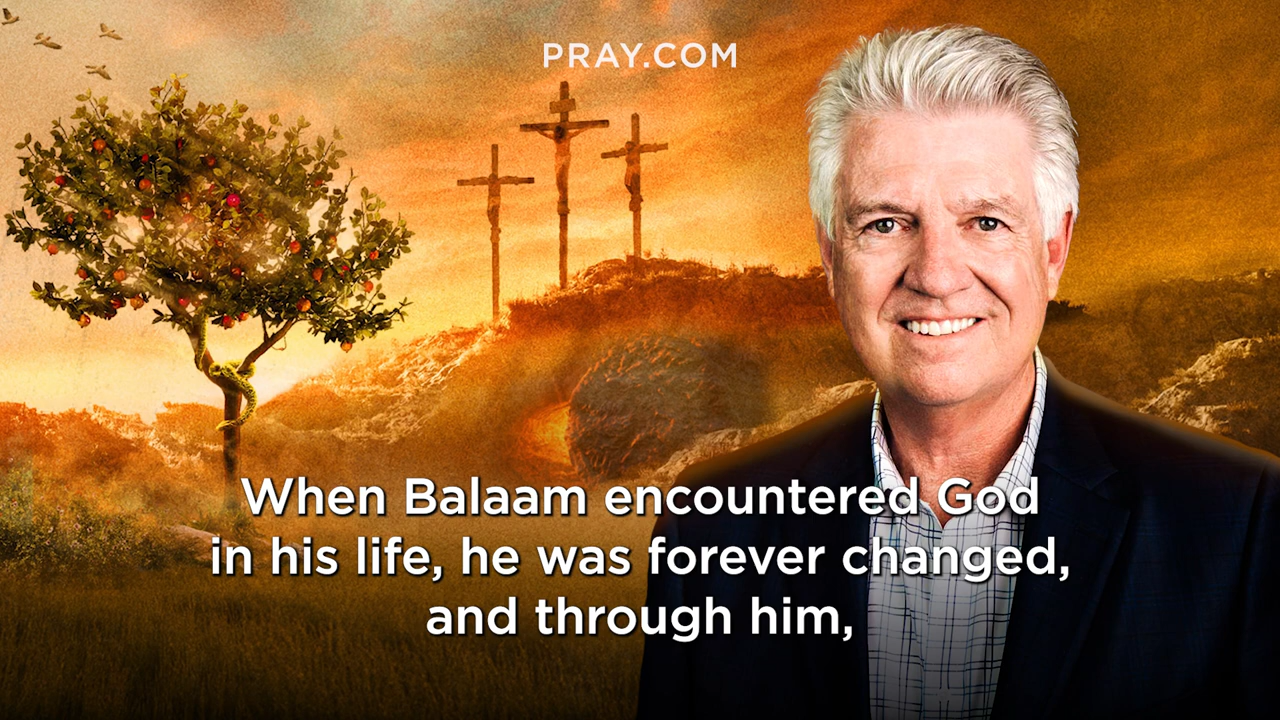 PRAY.COM
When Balaam encountered God
in his life, he was forever changed,
and through him,